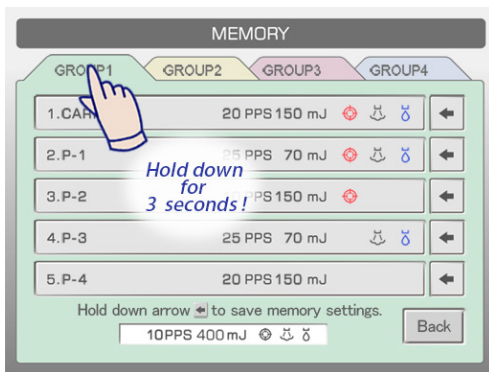 MEMORY
GROUP1 GROUP2 GROUP3 GROUP4
1.CAR 20 PPS 150 mJ
2.P-1 25 PPS 70 mJ
Hold down
for
3 seconds!
3.P-2 PPS 150 mJ
4.P-3 25 PPS 70 mJ
5.P-4 20 PPS 150 mJ
Hold down arrow to save memory settings.
10PPS 400 mJ
Back